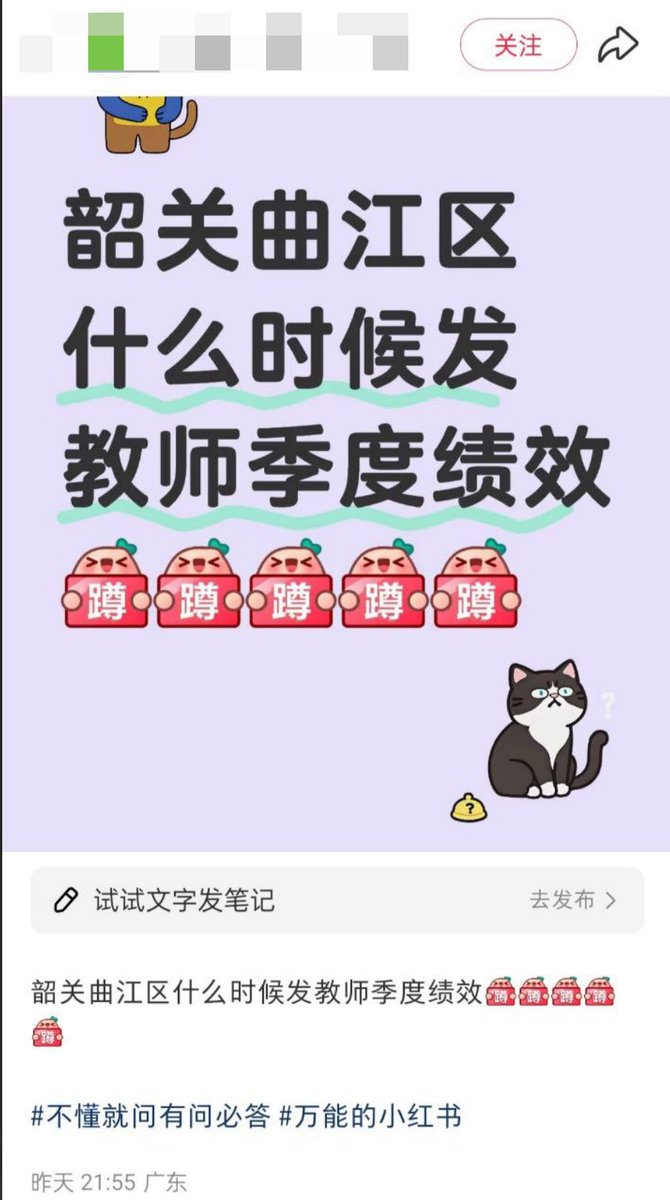 关注
韶关曲江区
什么时候发
教师季度绩效
蹲蹲蹲蹲蹲
?
?
试试文字发笔记 去发布
韶关曲江区什么时候发教师季度绩效蹲蹲蹲蹲
蹲
#不懂就问有问必答 #万能的小红书
昨天 21:55 广东